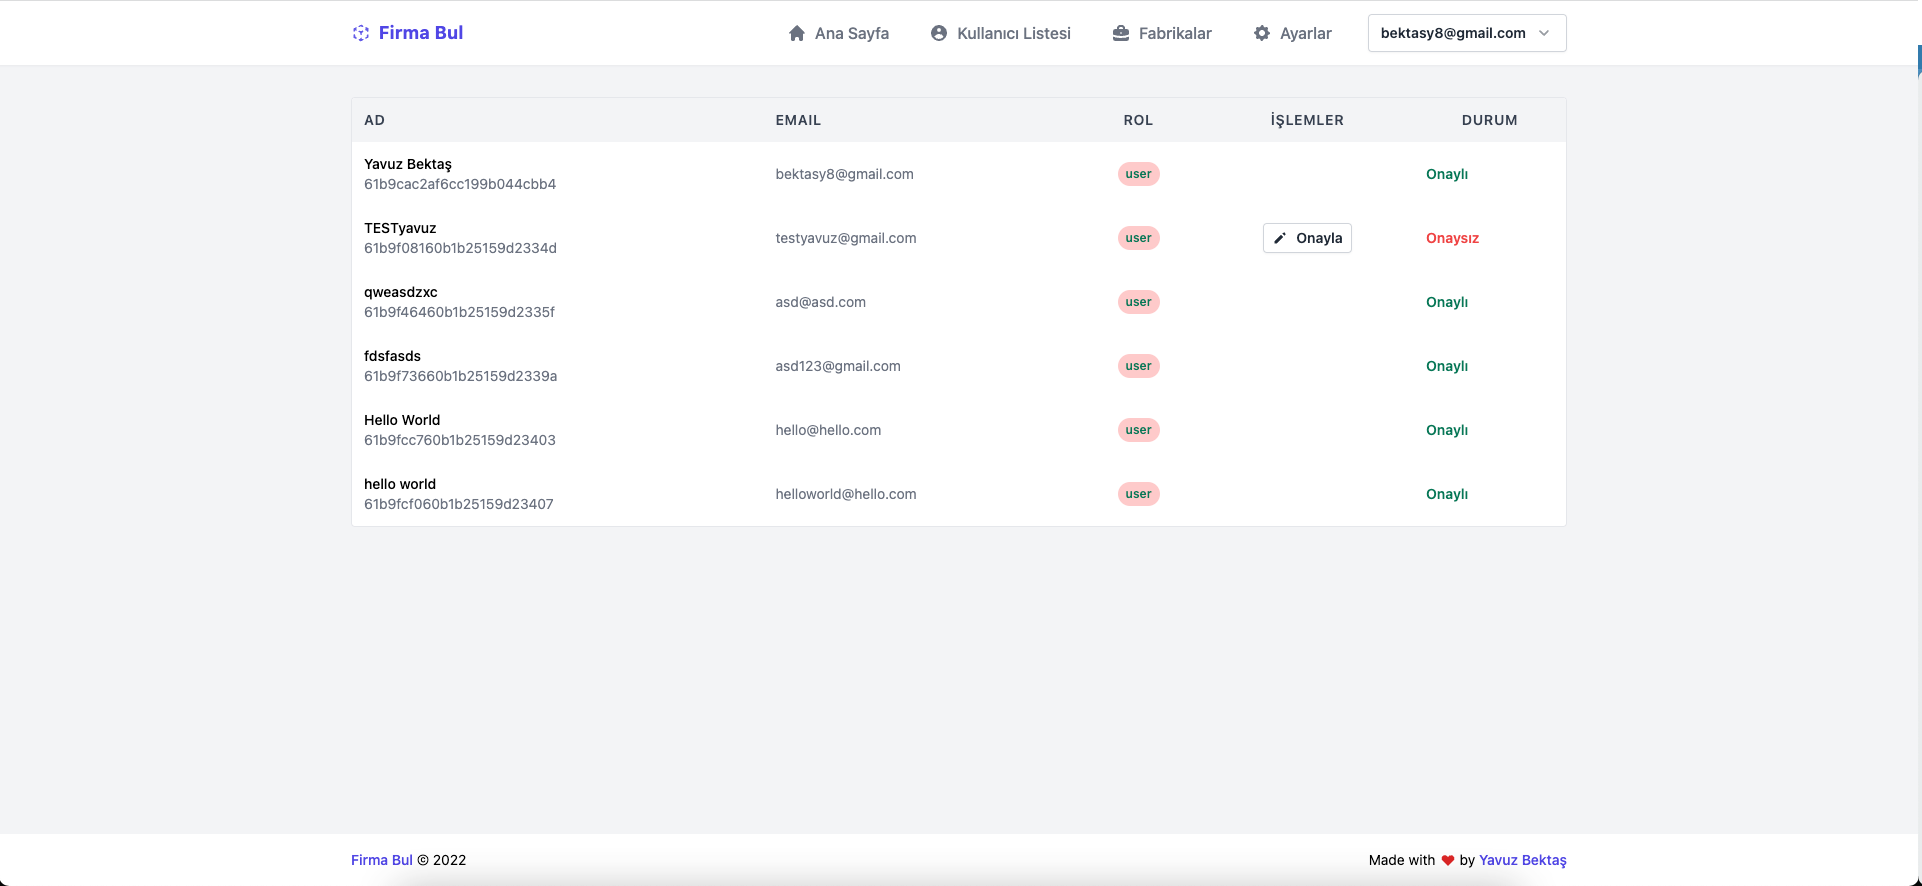 Firma Bul Ana Sayfa Kullanıcı Listesi Fabrikalar Ayarlar bektasy8@gmail.com
AD EMAIL ROL İŞLEMLER DURUM
Yavuz Bektaş
61b9cac2af6cc199b044cbb4
bektasy8@gmail.com user Onaylı
TESTyavuz
61b9f08160b1b25159d2334d
testyavuz@gmail.com user Onayla Onaysız
qweasdzxc
61b9f46460b1b25159d2335f
asd@asd.com user Onaylı
fdsfasds
61b9f73660b1b25159d2339a
asd123@gmail.com user Onaylı
Hello World
61b9fcc760b1b25159d23403
hello@hello.com user Onaylı
hello world
61b9fcf060b1b25159d23407
helloworld@hello.com user Onaylı
Firma Bul © 2022 Made with ❤ by Yavuz Bektaş